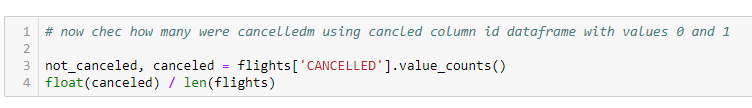 1 # now chec how many were cancelledm using cancled column id dataframe with values 0 and 1
2
3 not_canceled, canceled = flights['CANCELLED'].value_counts()
4 float(canceled) / len(flights)